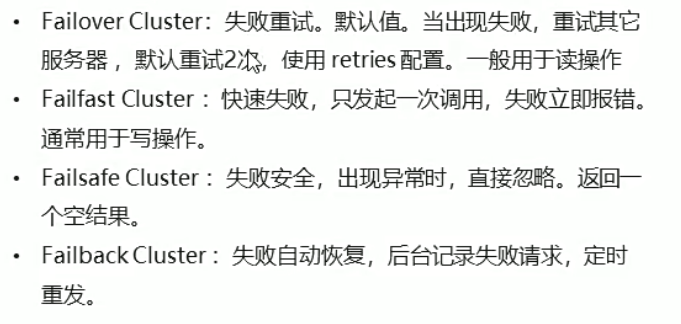 • Failover Cluster：失败重试。默认值。当出现失败，重试其它
服务器 ，默认重试2次，使用 retries 配置。一般用于读操作
• Failfast Cluster ：快速失败，只发起一次调用，失败立即报错。
通常用于写操作。
• Failsafe Cluster ：失败安全，出现异常时，直接忽略。返回一
个空结果。
• Failback Cluster ：失败自动恢复，后台记录失败请求，定时
重发。